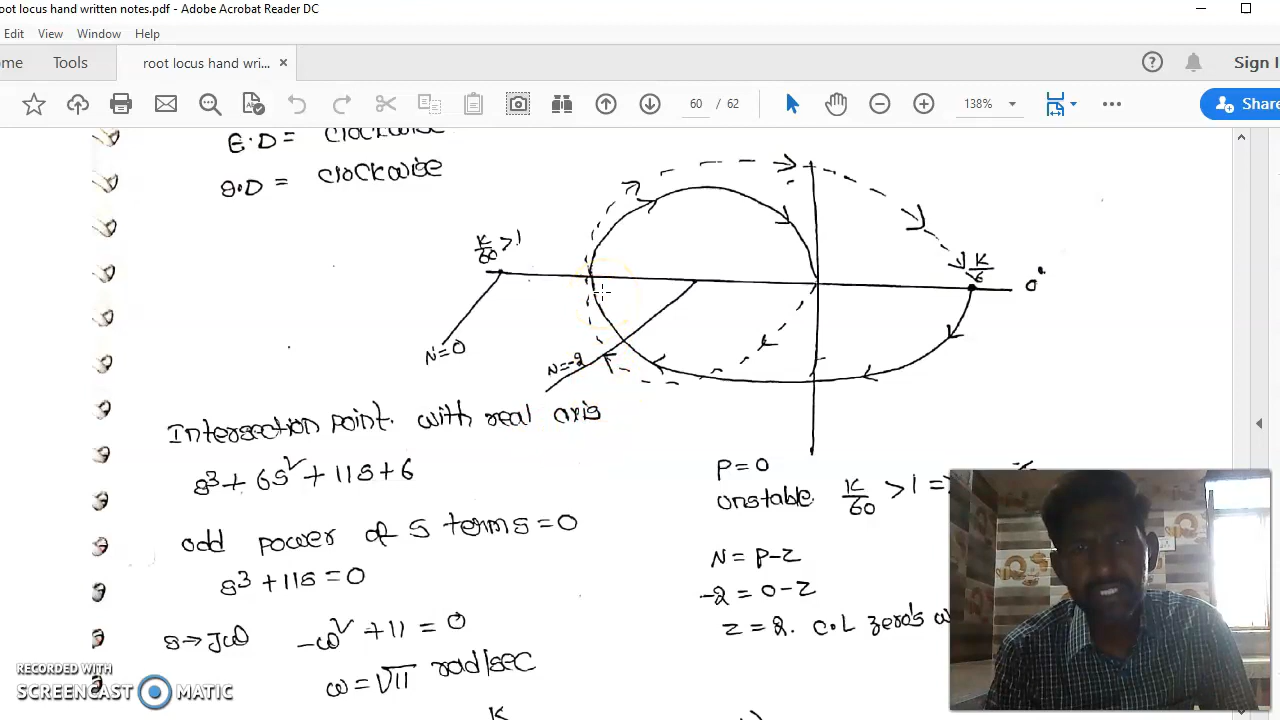 root locus hand written notes.pdf - Adobe Acrobat Reader DC
Edit View Window Help
ome Tools root locus hand wri... × Sign I
60 / 62 138% Share
E.D = clockwise
S.D = clockwise
K/60 > 1
K/6
0°
N=0
N=-2
Intersection point. with real axis
s³ + 6s² + 11s + 6
odd power of s terms = 0
s³ + 11s = 0
s → jω -ω² + 11 = 0
ω = √11 rad/sec
K
P = 0
unstable K/60 > 1 =>
N = P - Z
-2 = 0 - Z
Z = 2. C.L zero's
RECORDED WITH
SCREENCAST MATIC